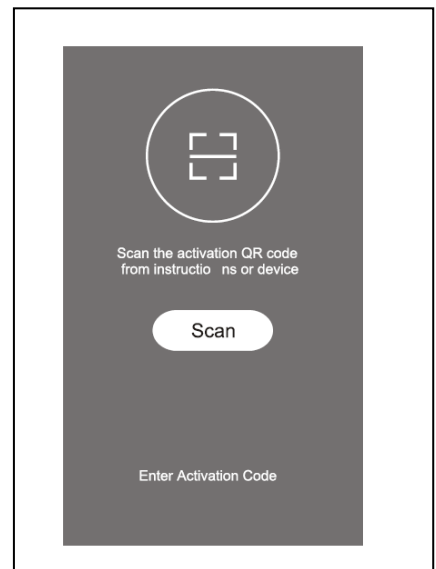 Scan the activation QR code
from instructio ns or device
Scan
Enter Activation Code